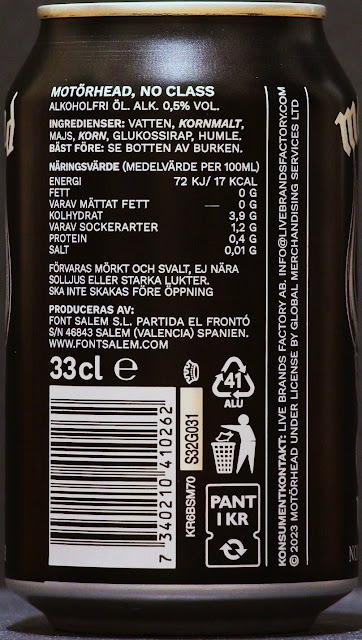 MOTÖRHEAD, NO CLASS
ALKOHOLFRI ÖL. ALK. 0,5% VOL.
INGREDIENSER: VATTEN, KORNMALT,
MAJS, KORN, GLUKOSSIRAP, HUMLE.
BÄST FÖRE: SE BOTTEN AV BURKEN.
NÄRINGSVÄRDE (MEDELVÄRDE PER 100ML)
ENERGI 72 KJ/ 17 KCAL
FETT 0 G
VARAV MÄTTAT FETT — 0 G
KOLHYDRAT 3,9 G
VARAV SOCKERARTER 1,2 G
PROTEIN 0,4 G
SALT 0,01 G
FÖRVARAS MÖRKT OCH SVALT, EJ NÄRA
SOLLJUS ELLER STARKA LUKTER.
SKA INTE SKAKAS FÖRE ÖPPNING
PRODUCERAS AV:
FONT SALEM S.L. PARTIDA EL FRONTÓ
S/N 46843 SALEM (VALENCIA) SPANIEN.
WWW.FONTSALEM.COM
33cl ℮
41
ALU
7 340210 410262
KR6BSM70
S32G031
PANT
1 KR
KONSUMENTKONTAKT: LIVE BRANDS FACTORY AB. INFO@LIVEBRANDSFACTORY.COM
© 2023 MOTÖRHEAD UNDER LICENSE BY GLOBAL MERCHANDISING SERVICES LTD